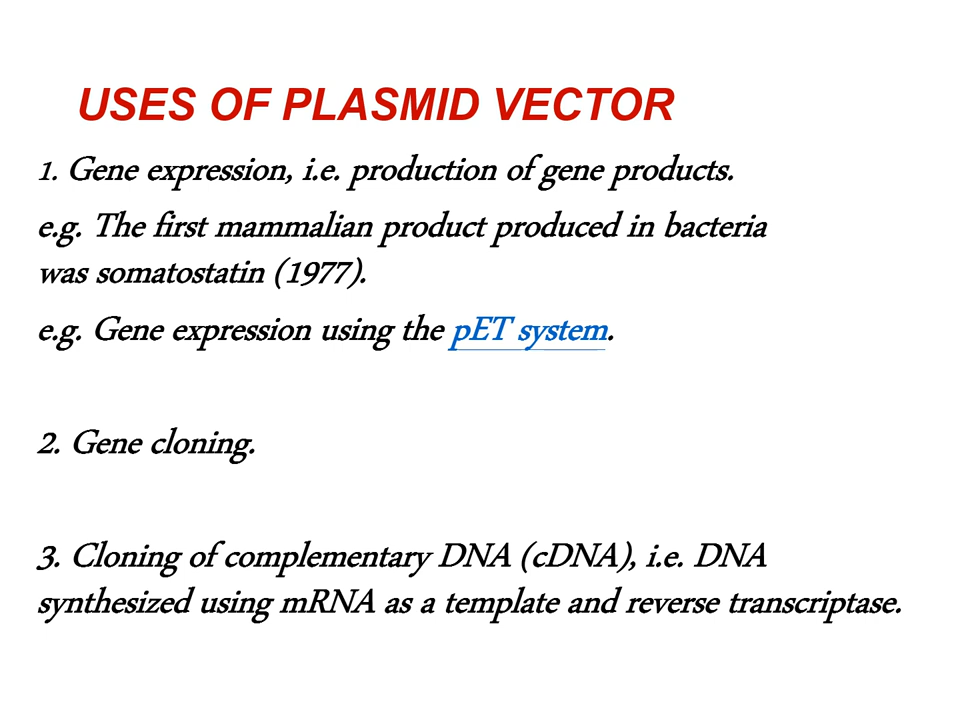 USES OF PLASMID VECTOR
1. Gene expression, i.e. production of gene products.
e.g. The first mammalian product produced in bacteria
was somatostatin (1977).
e.g. Gene expression using the pET system.
2. Gene cloning.
3. Cloning of complementary DNA (cDNA), i.e. DNA
synthesized using mRNA as a template and reverse transcriptase.